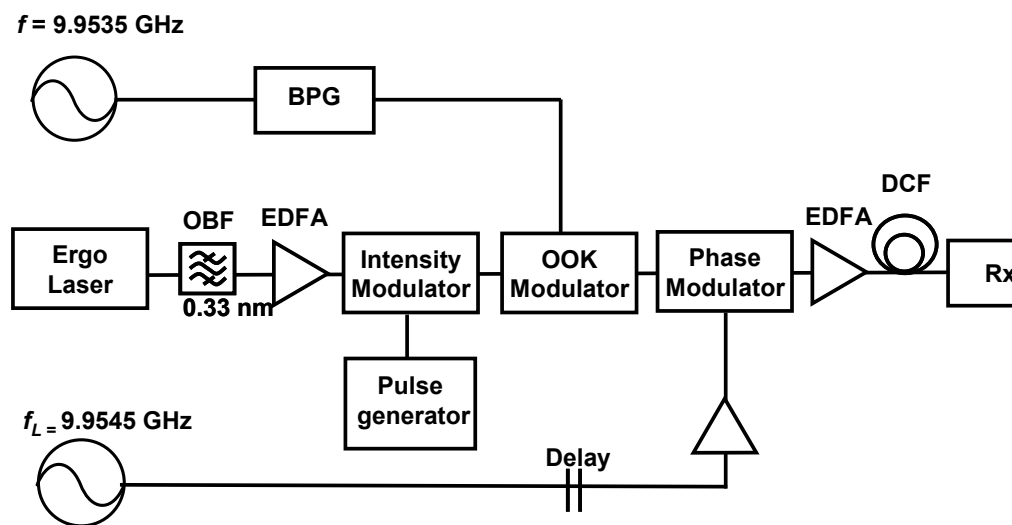 f = 9.9535 GHz
BPG
DCF
OBF
EDFA
EDFA
Ergo
Laser
Intensity
Modulator
OOK
Modulator
Phase
Modulator
Rx
0.33 nm
Pulse
generator
fL = 9.9545 GHz
Delay